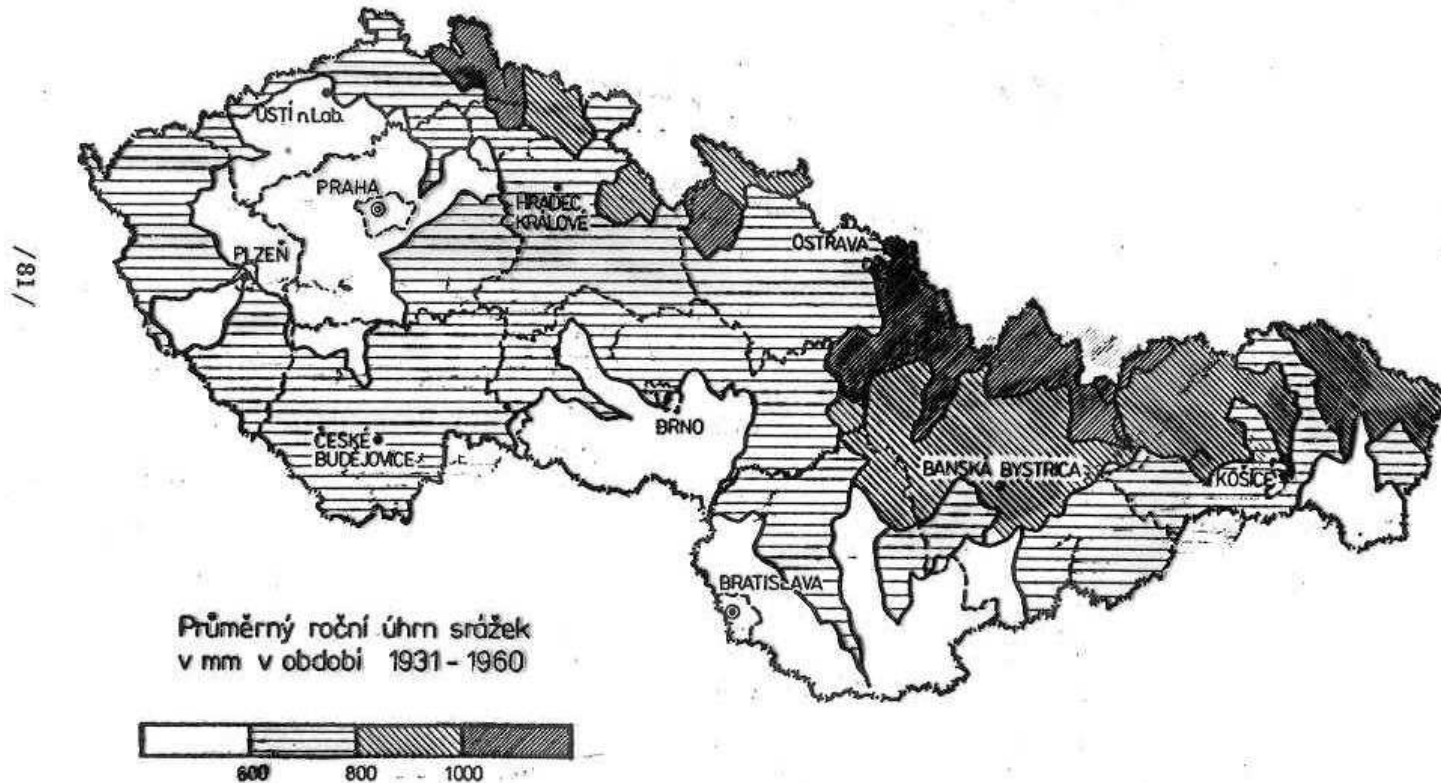 ÚSTÍ n.Lab.
PRAHA
HRADEC
KRÁLOVÉ
PLZEŇ
OSTRAVA
/81/
BRNO
ČESKÉ
BUDĚJOVICE
BANSKÁ BYSTRICA
KOŠICE
BRATISLAVA
Průměrný roční úhrn srážek
v mm v období 1931-1960
600 800 1000